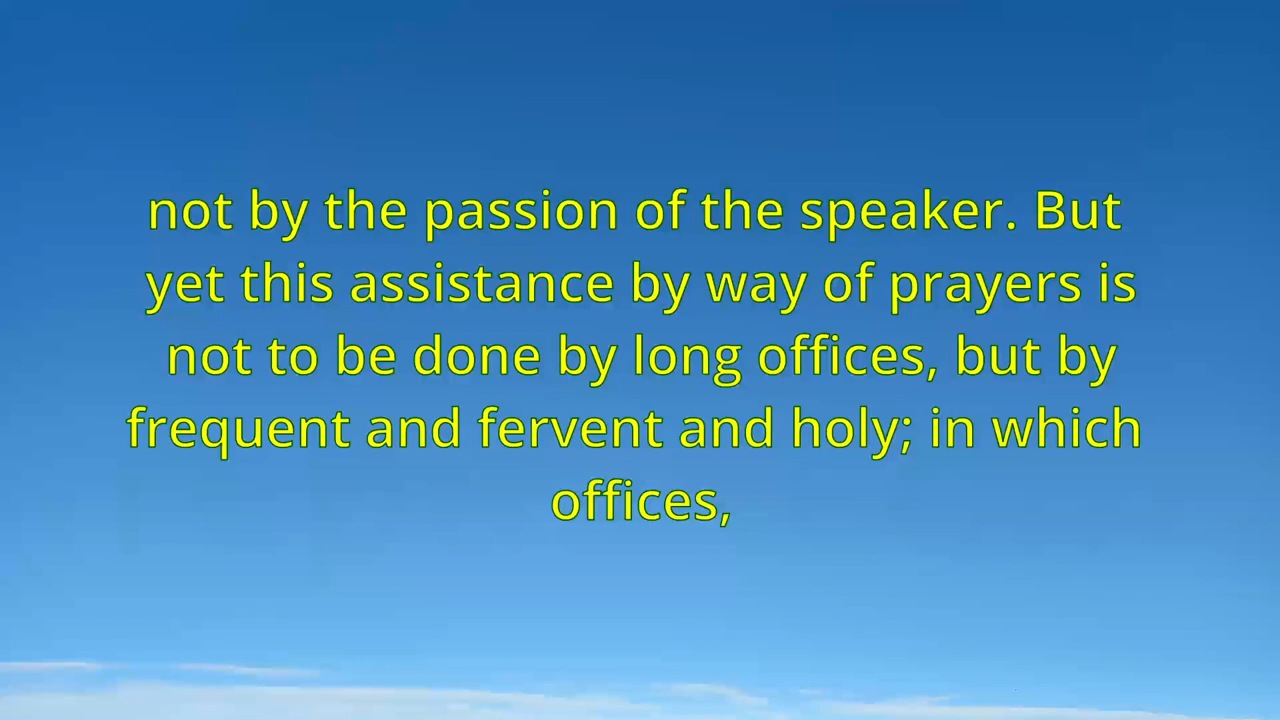 not by the passion of the speaker. But
yet this assistance by way of prayers is
not to be done by long offices, but by
frequent and fervent and holy; in which
offices,